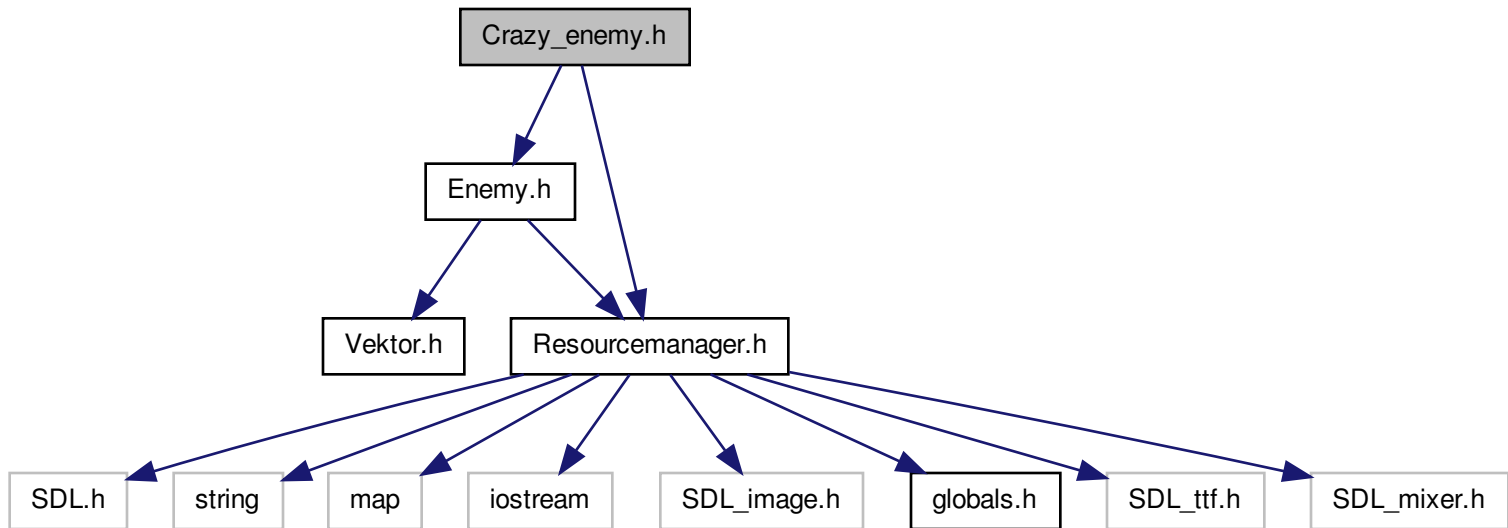 Crazy_enemy.h
Enemy.h
Vektor.h
Resourcemanager.h
SDL.h
string
map
iostream
SDL_image.h
globals.h
SDL_ttf.h
SDL_mixer.h